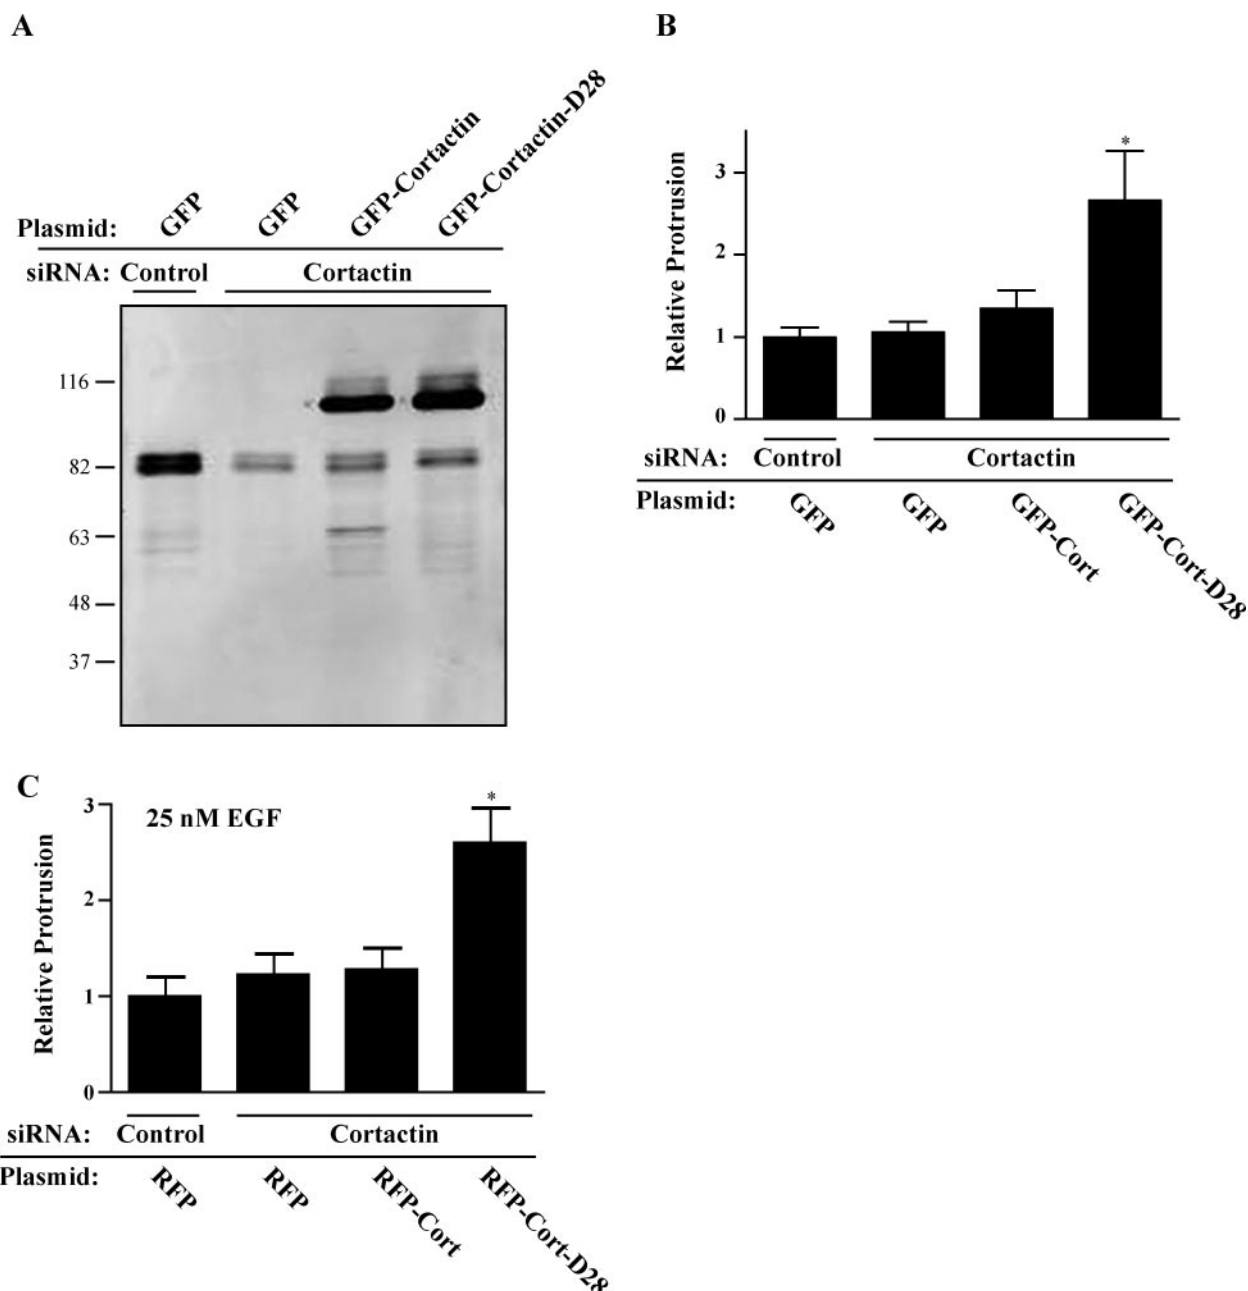 A
Plasmid: GFP GFP GFP-Cortactin GFP-Cortactin-D28
siRNA: Control Cortactin
116
82
63
48
37
B
Relative Protrusion
3
2
1
0
*
siRNA: Control Cortactin
Plasmid: GFP GFP GFP-Cort GFP-Cort-D28
C
25 nM EGF
Relative Protrusion
3
2
1
0
*
siRNA: Control Cortactin
Plasmid: RFP RFP RFP-Cort RFP-Cort-D28